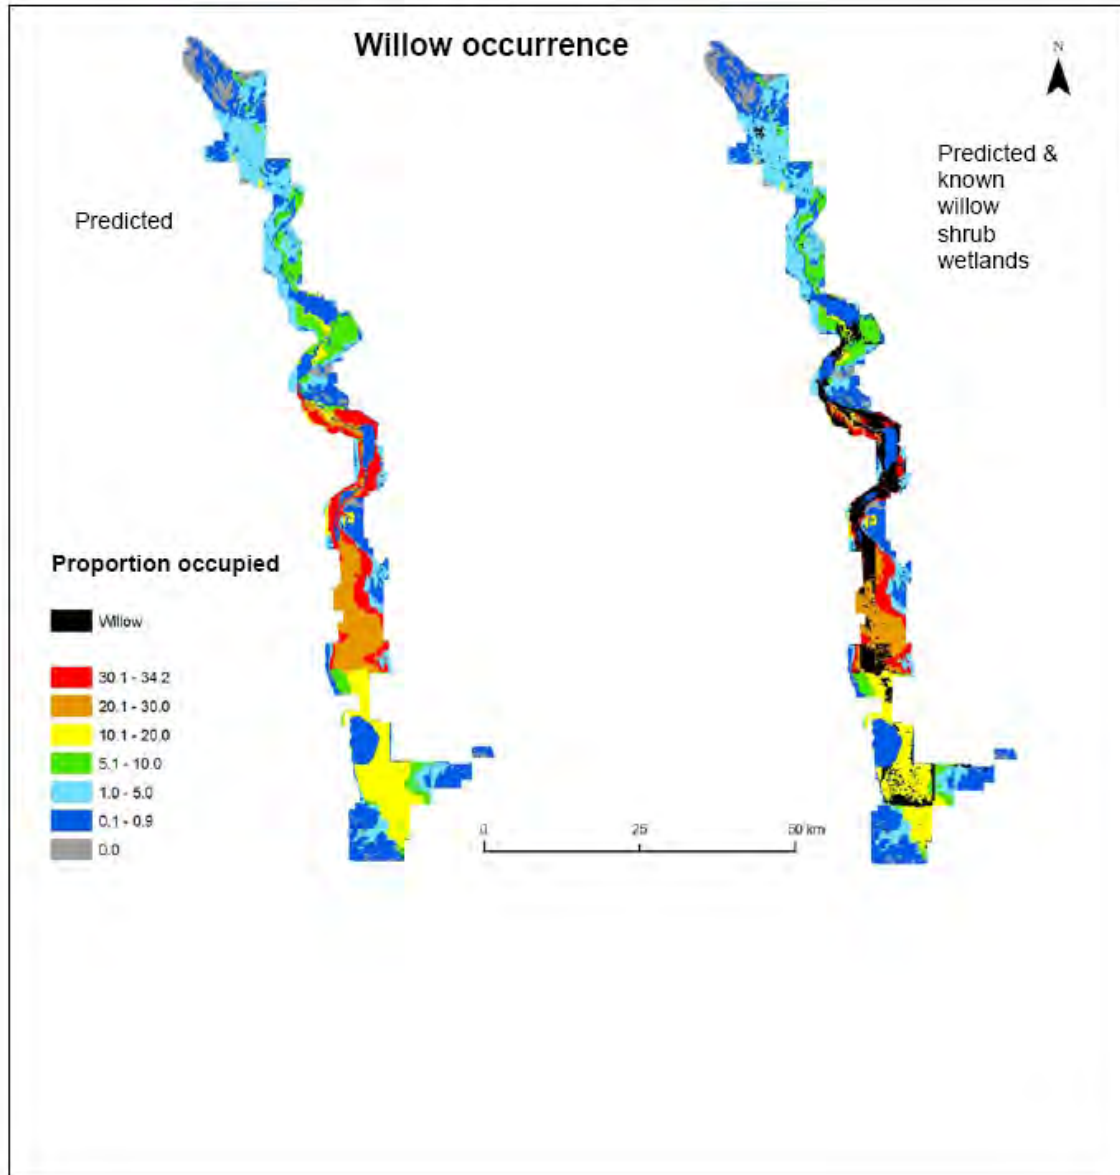 Willow occurrence
N
Predicted &
known
willow
shrub
wetlands
Predicted
Proportion occupied
Willow
30.1 - 34.2
20.1 - 30.0
10.1 - 20.0
5.1 - 10.0
1.0 - 5.0
0.1 - 0.9
0.0
0 25 50 km